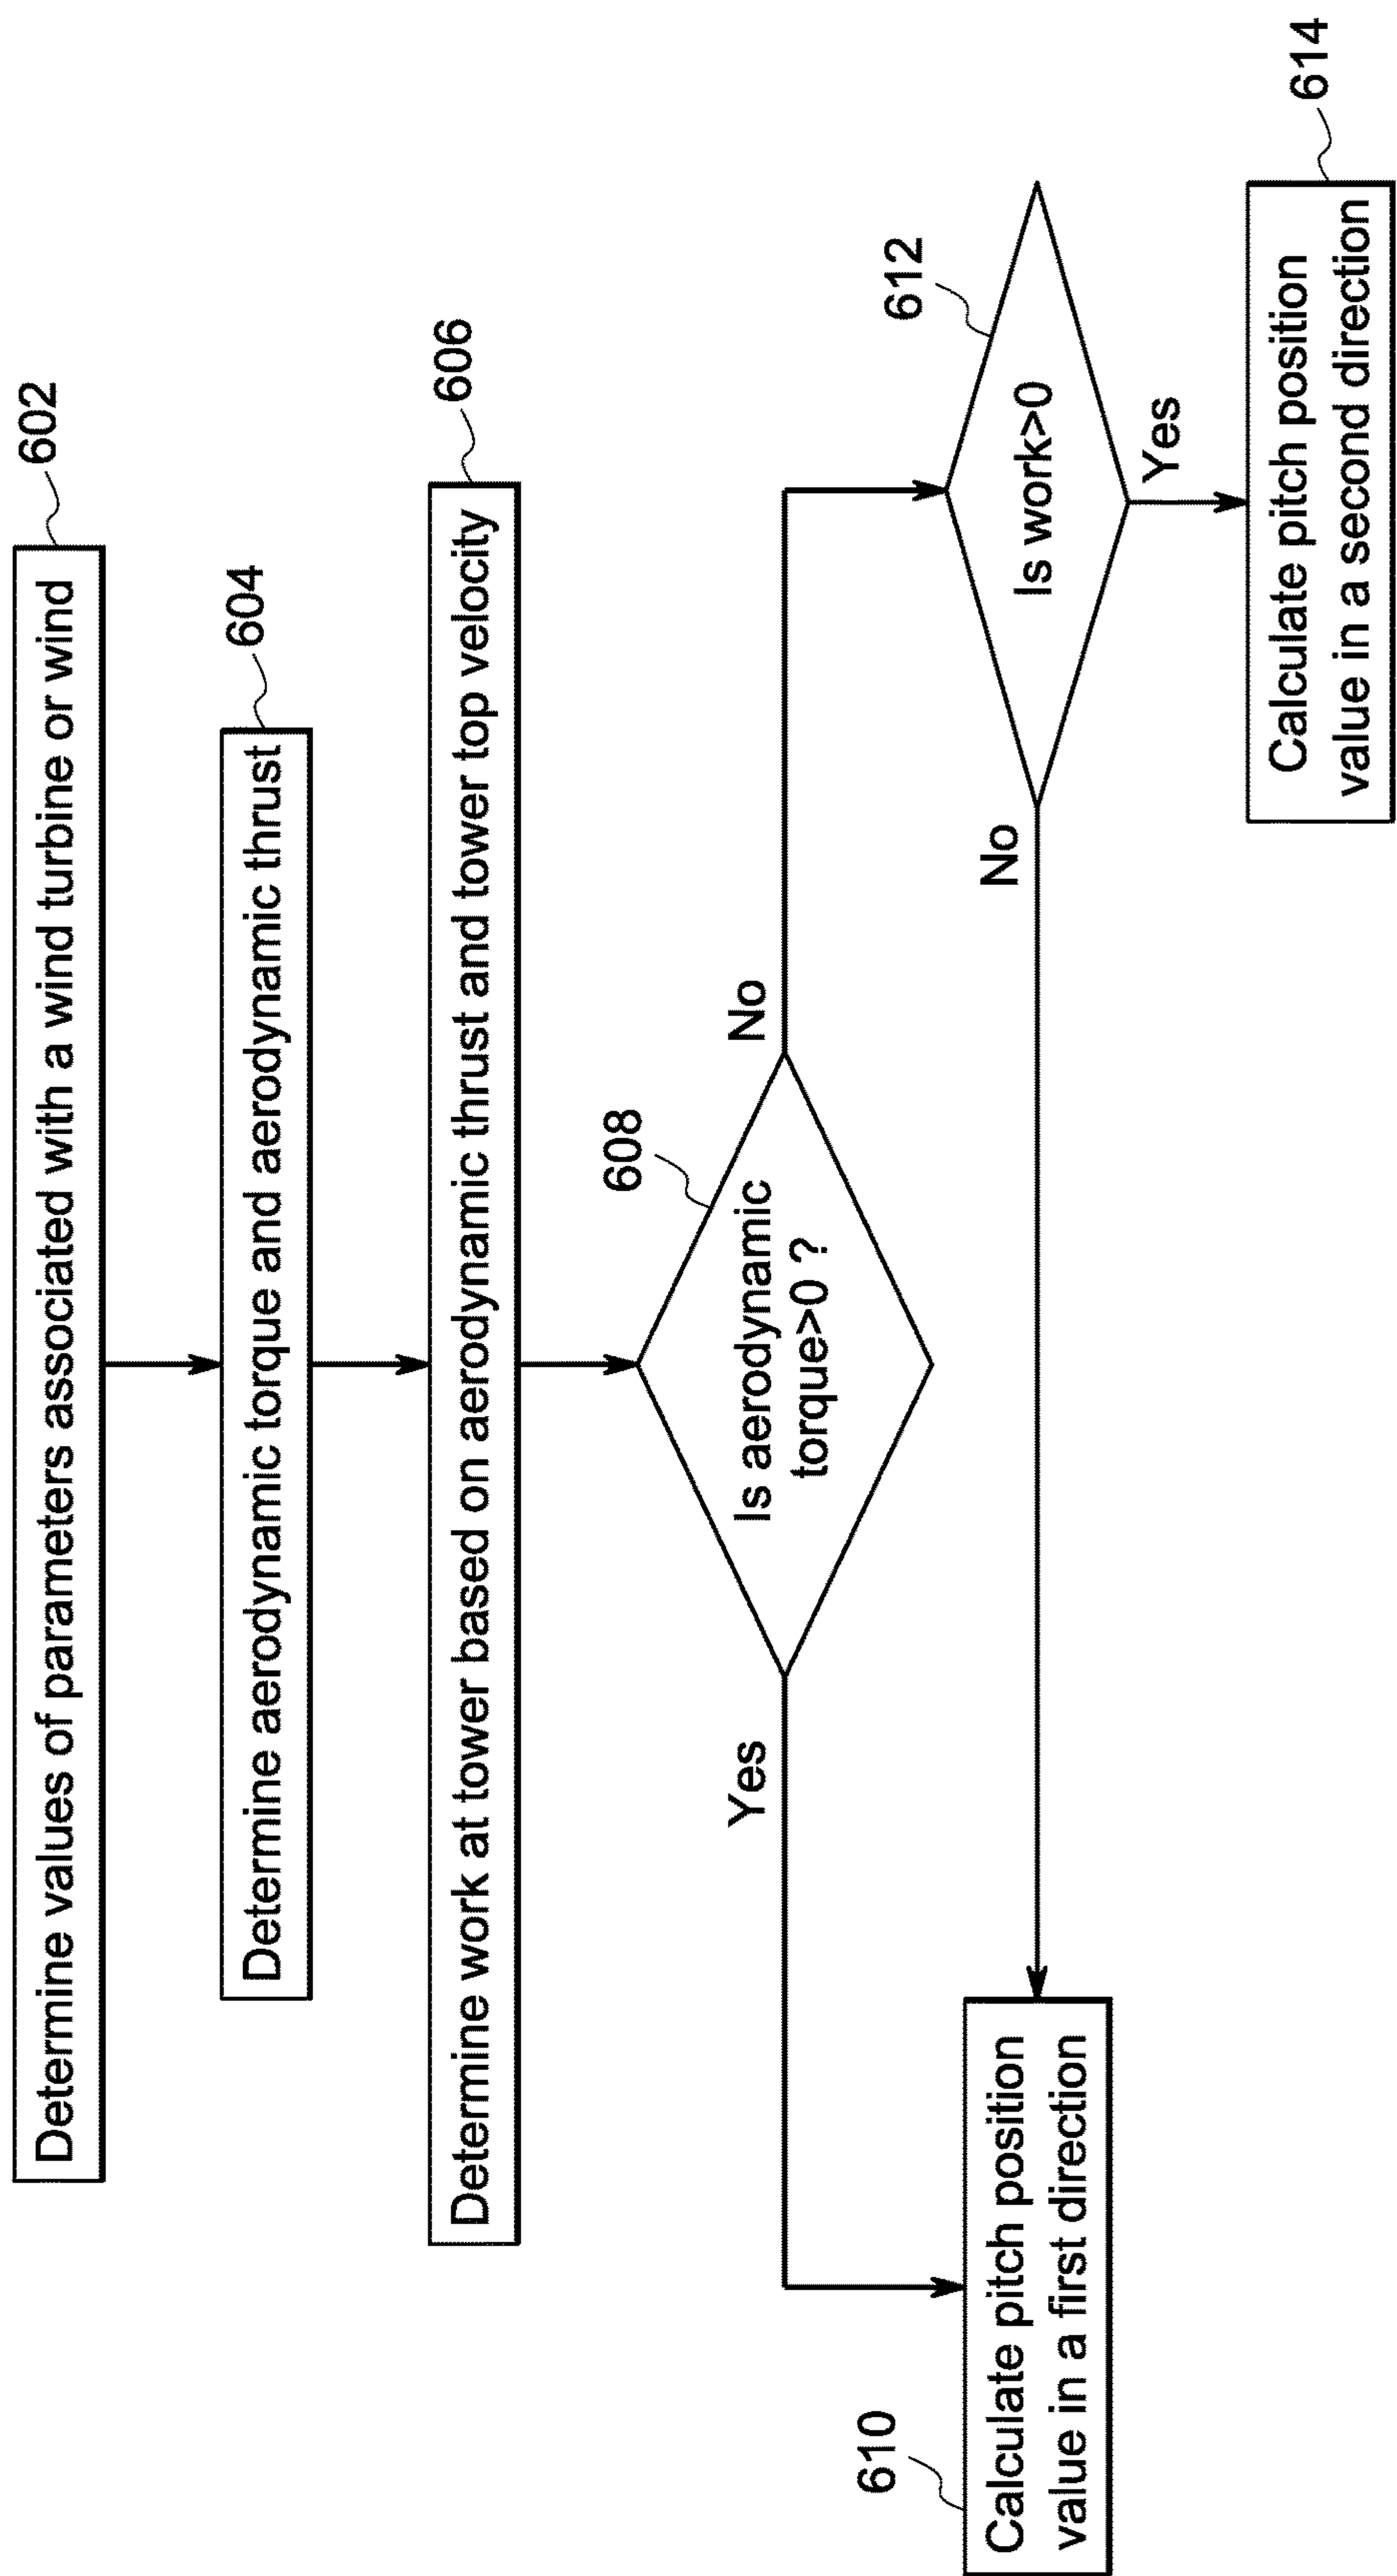 Determine values of parameters associated with a wind turbine or wind
602
Determine aerodynamic torque and aerodynamic thrust
604
Determine work at tower based on aerodynamic thrust and tower top velocity
606
608
Is aerodynamic
torque>0 ?
Yes
No
610
Calculate pitch position
value in a first direction
612
Is work>0
No
Yes
Calculate pitch position
value in a second direction
614